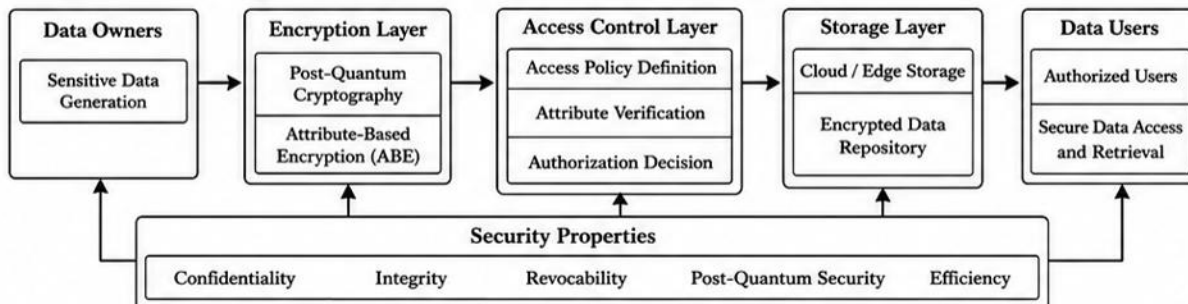 Data Owners
Sensitive Data
Generation
Encryption Layer
Post-Quantum
Cryptography
Attribute-Based
Encryption (ABE)
Access Control Layer
Access Policy Definition
Attribute Verification
Authorization Decision
Storage Layer
Cloud / Edge Storage
Encrypted Data
Repository
Data Users
Authorized Users
Secure Data Access
and Retrieval
Security Properties
Confidentiality Integrity Revocability Post-Quantum Security Efficiency